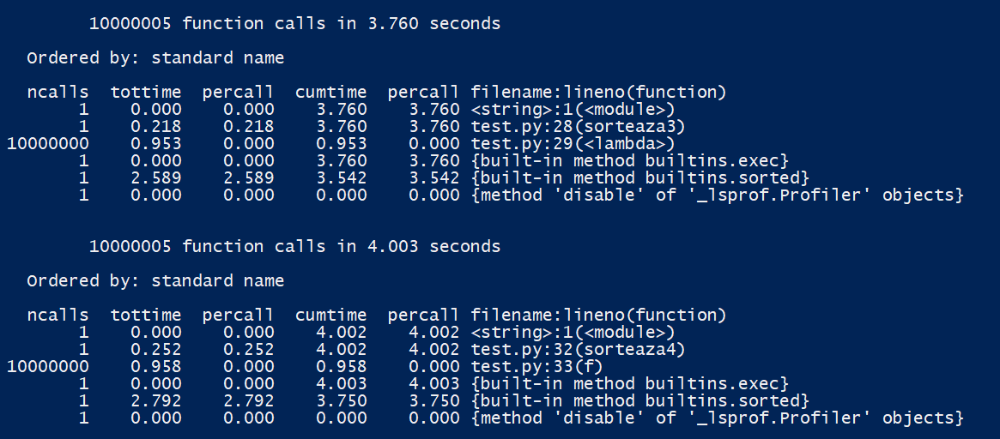 10000005 function calls in 3.760 seconds
Ordered by: standard name
ncalls tottime percall cumtime percall filename:lineno(function)
1 0.000 0.000 3.760 3.760 <string>:1(<module>)
1 0.218 0.218 3.760 3.760 test.py:28(sorteaza3)
10000000 0.953 0.000 0.953 0.000 test.py:29(<lambda>)
1 0.000 0.000 3.760 3.760 {built-in method builtins.exec}
1 2.589 2.589 3.542 3.542 {built-in method builtins.sorted}
1 0.000 0.000 0.000 0.000 {method 'disable' of '_lsprof.Profiler' objects}
10000005 function calls in 4.003 seconds
Ordered by: standard name
ncalls tottime percall cumtime percall filename:lineno(function)
1 0.000 0.000 4.002 4.002 <string>:1(<module>)
1 0.252 0.252 4.002 4.002 test.py:32(sorteaza4)
10000000 0.958 0.000 0.958 0.000 test.py:33(f)
1 0.000 0.000 4.003 4.003 {built-in method builtins.exec}
1 2.792 2.792 3.750 3.750 {built-in method builtins.sorted}
1 0.000 0.000 0.000 0.000 {method 'disable' of '_lsprof.Profiler' objects}